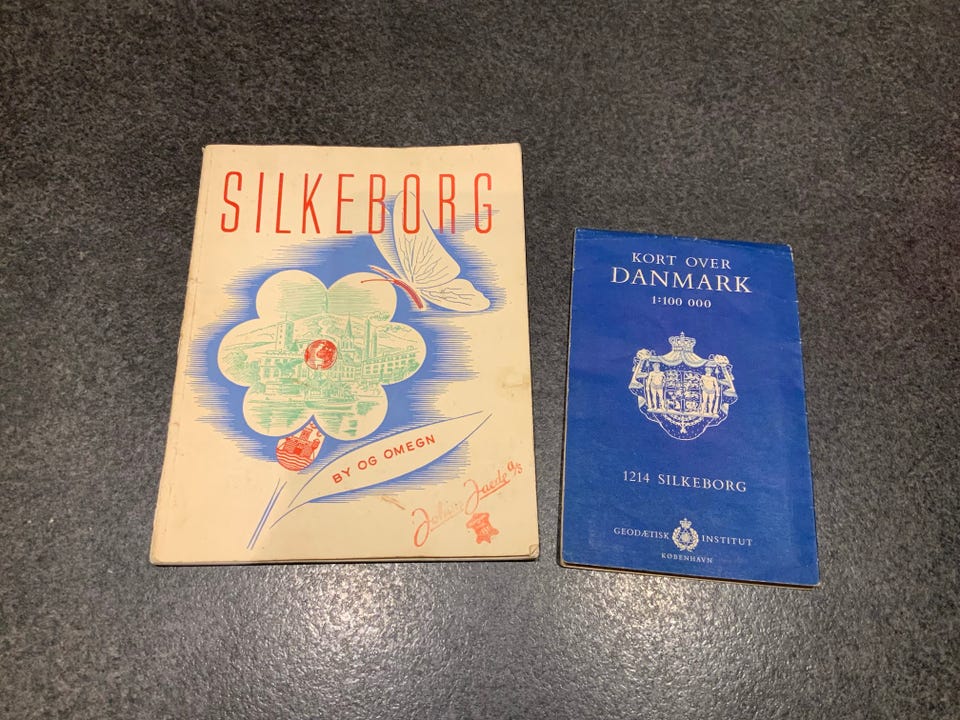 SILKEBORG
BY OG OMEGN
A/S
KORT OVER
DANMARK
1:100 000
1214 SILKEBORG
GEODÆTISK INSTITUT
KØBENHAVN